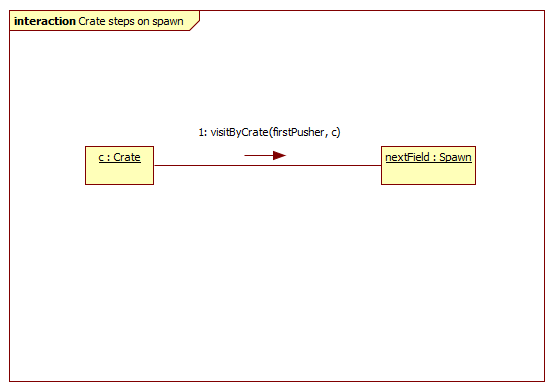 interaction Crate steps on spawn
1: visitByCrate(firstPusher, c)
c : Crate
nextField : Spawn